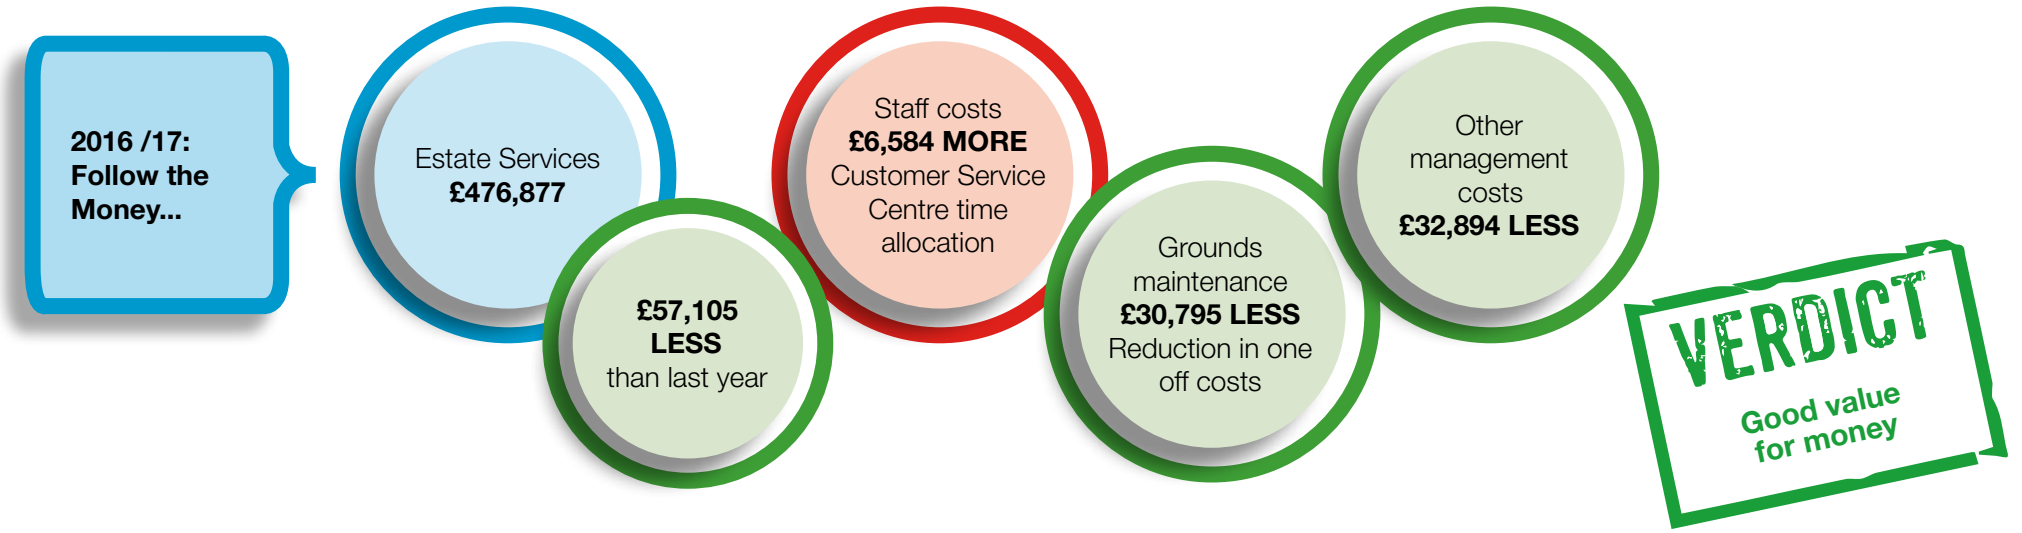 2016 /17:
Follow the
Money...
Estate Services
£476,877
£57,105
LESS
than last year
Staff costs
£6,584 MORE
Customer Service
Centre time
allocation
Grounds
maintenance
£30,795 LESS
Reduction in one
off costs
Other
management
costs
£32,894 LESS
VERDICT
Good value
for money